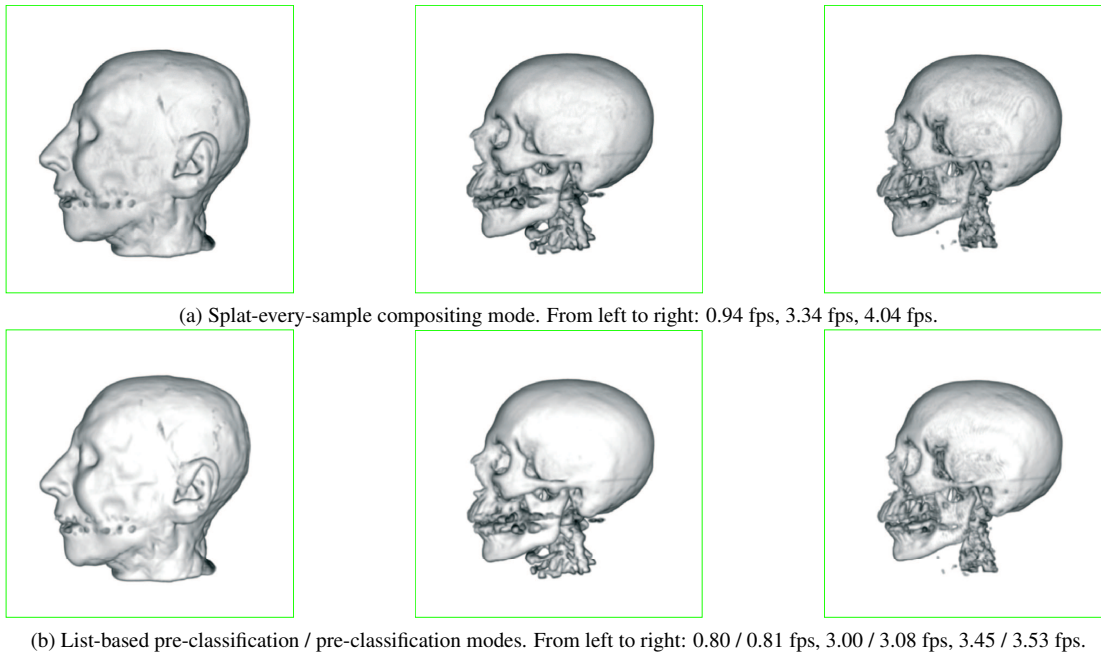 (a) Splat-every-sample compositing mode. From left to right: 0.94 fps, 3.34 fps, 4.04 fps.
(b) List-based pre-classification / pre-classification modes. From left to right: 0.80 / 0.81 fps, 3.00 / 3.08 fps, 3.45 / 3.53 fps.